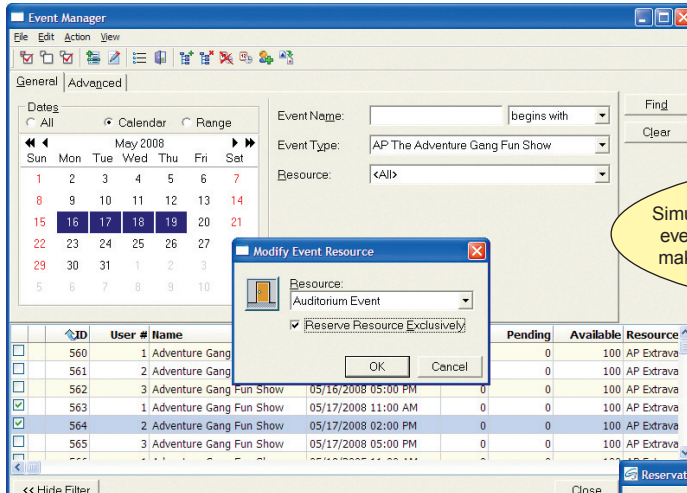 Event Manager
File Edit Action View
General Advanced
Dates
All Calendar Range
May 2008
Sun Mon Tue Wed Thu Fri Sat
1 2 3 4 5 6 7
8 9 10 11 12 13 14
15 16 17 18 19 20 21
22 23 24 25 26 27
29 30 31 1 2 3
5 6 7 8 9 10
Event Name: begins with
Event Type: AP The Adventure Gang Fun Show
Resource: <All>
Find
Clear
Modify Event Resource
Resource:
Auditorium Event
Reserve Resource Exclusively
OK Cancel
ID User # Name Pending Available Resource
560 1 Adventure Gang 0 100 AP Extrava
561 2 Adventure Gang 0 100 AP Extrava
562 3 Adventure Gang Fun Show 05/16/2008 05:00 PM 0 0 100 AP Extrava
563 1 Adventure Gang Fun Show 05/17/2008 11:00 AM 0 0 100 AP Extrava
564 2 Adventure Gang Fun Show 05/17/2008 02:00 PM 0 0 100 AP Extrava
565 3 Adventure Gang Fun Show 05/17/2008 05:00 PM 0 0 100 AP Extrava
<< Hide Filter
Close
Reservat